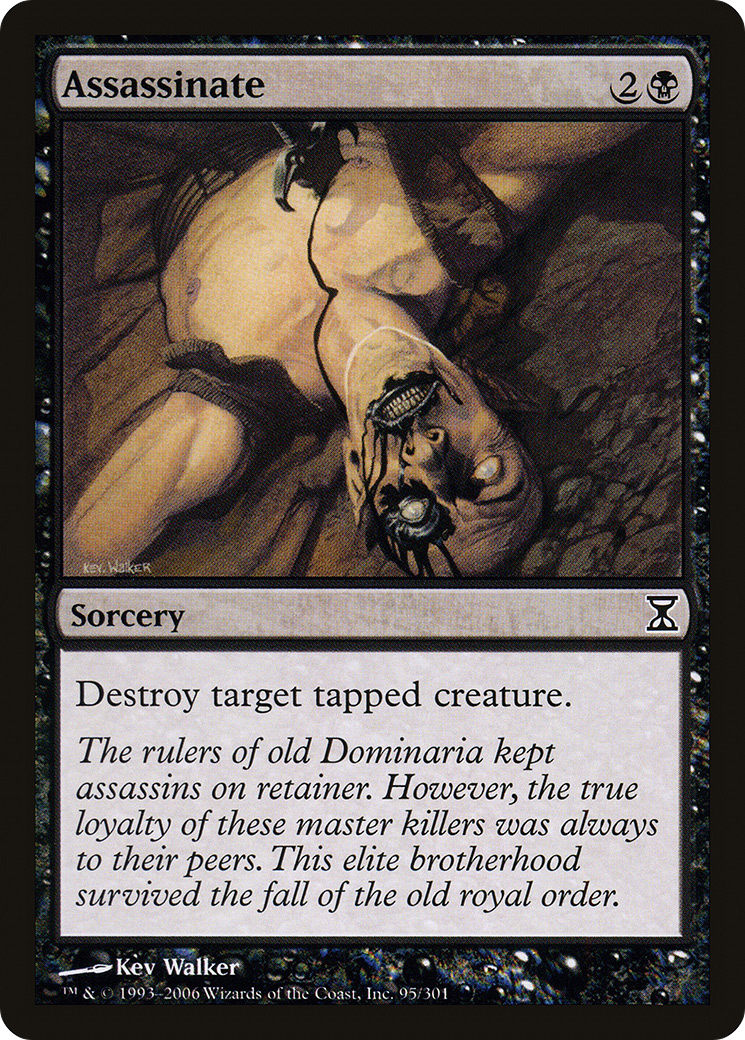 Assassinate 2
KEV. WALKER
Sorcery
Destroy target tapped creature.
The rulers of old Dominaria kept
assassins on retainer. However, the true
loyalty of these master killers was always
to their peers. This elite brotherhood
survived the fall of the old royal order.
Kev Walker
™ & © 1993–2006 Wizards of the Coast, Inc. 95/301